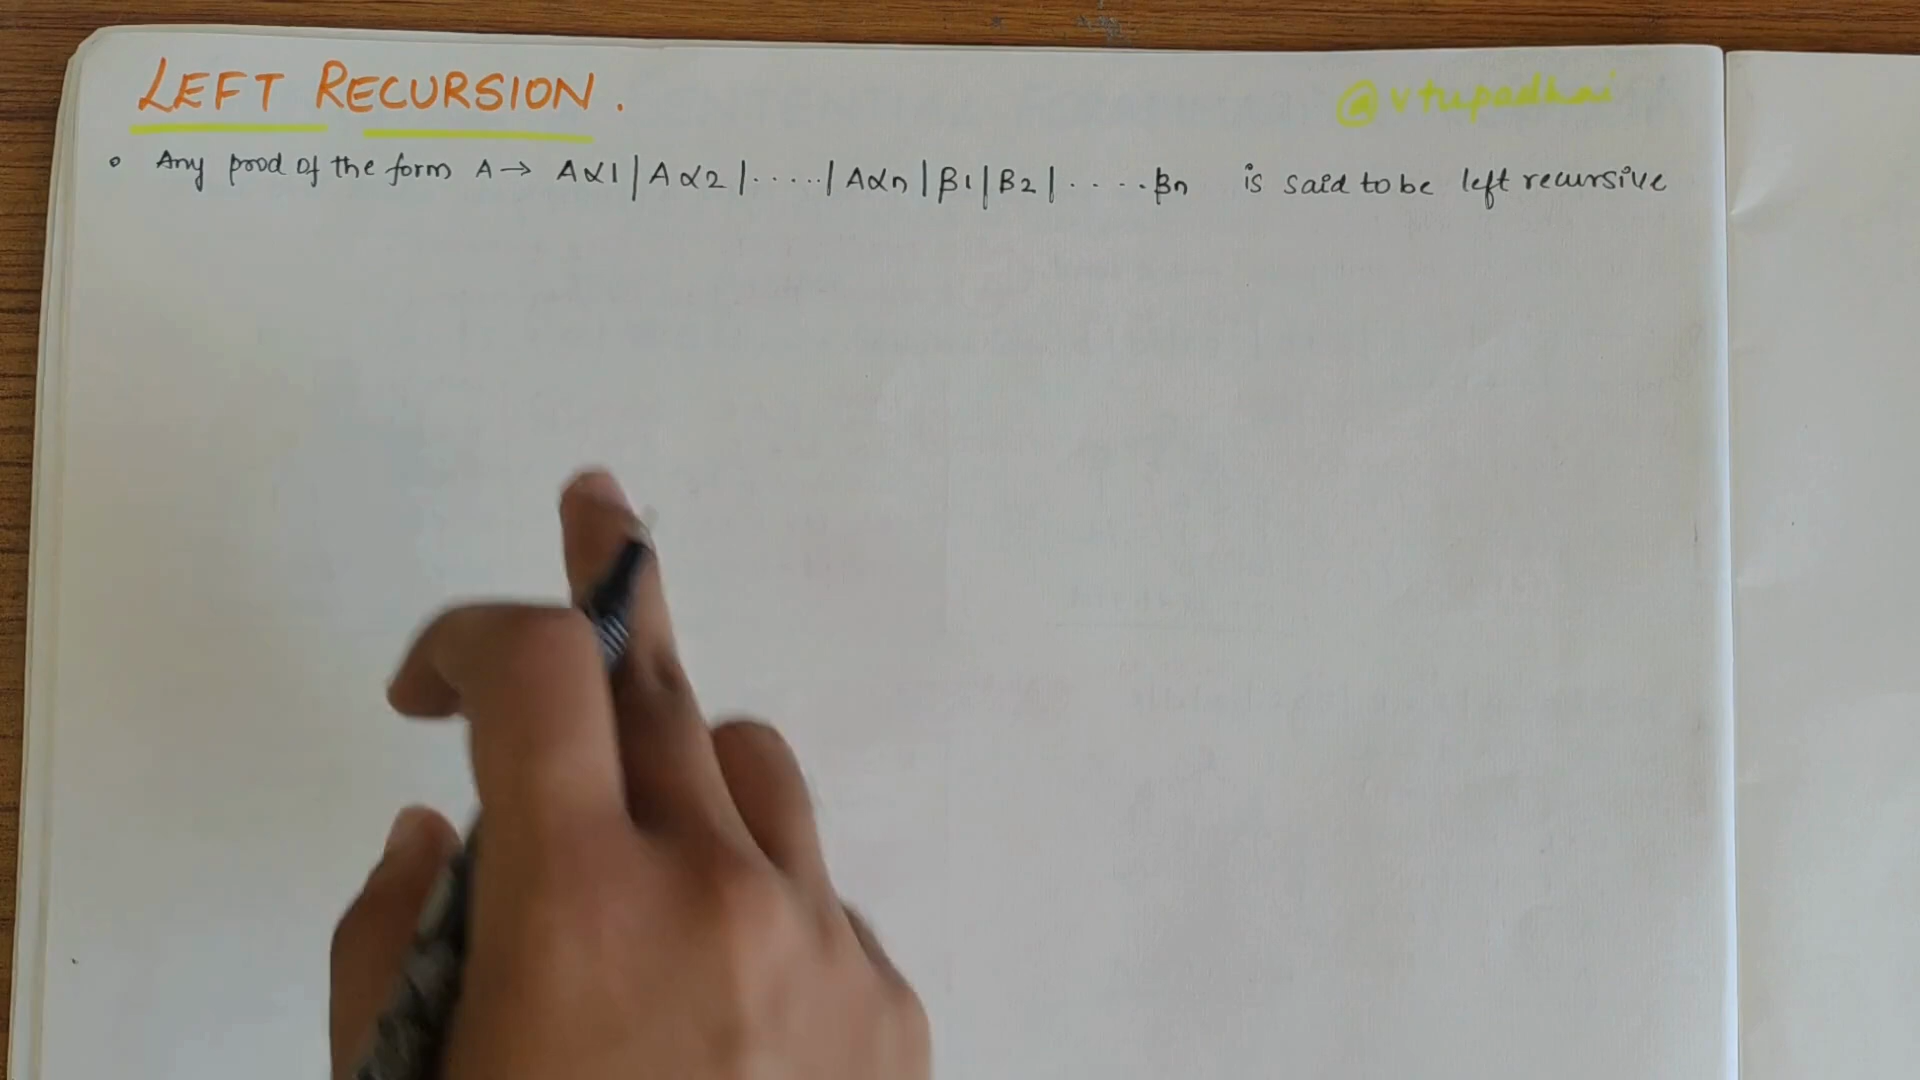 LEFT RECURSION.
@vtupadhai
• Any prod of the form A → Aα1 | Aα2 | ..... | Aαn | β1 | β2 | .... βn is said to be left recursive